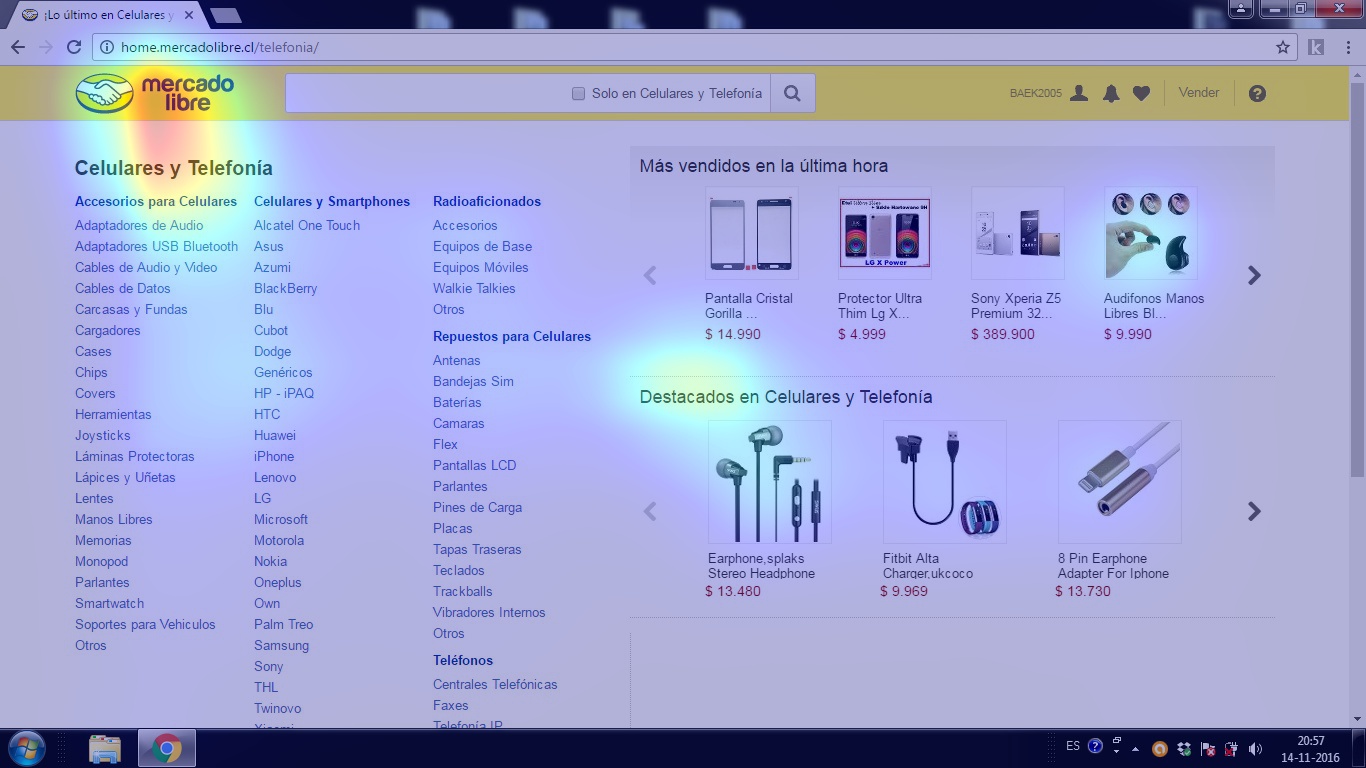 ¡Lo último en Celulares y
home.mercadolibre.cl/telefonia/
mercado
libre
Solo en Celulares y Telefonía
BAEK2005
Vender
Celulares y Telefonía
Accesorios para Celulares
Adaptadores de Audio
Adaptadores USB Bluetooth
Cables de Audio y Video
Cables de Datos
Carcasas y Fundas
Cargadores
Cases
Chips
Covers
Herramientas
Joysticks
Láminas Protectoras
Lápices y Uñetas
Lentes
Manos Libres
Memorias
Monopod
Parlantes
Smartwatch
Soportes para Vehiculos
Otros
Celulares y Smartphones
Alcatel One Touch
Asus
Azumi
BlackBerry
Blu
Cubot
Dodge
Genéricos
HP - iPAQ
HTC
Huawei
iPhone
Lenovo
LG
Microsoft
Motorola
Nokia
Oneplus
Own
Palm Treo
Samsung
Sony
THL
Twinovo
Xiaomi
Radioaficionados
Accesorios
Equipos de Base
Equipos Móviles
Walkie Talkies
Otros
Repuestos para Celulares
Antenas
Bandejas Sim
Baterías
Camaras
Flex
Pantallas LCD
Parlantes
Pines de Carga
Placas
Tapas Traseras
Teclados
Trackballs
Vibradores Internos
Otros
Teléfonos
Centrales Telefónicas
Faxes
Telefonía IP
Más vendidos en la última hora
LG X Power
Pantalla Cristal
Gorilla ...
$ 14.990
Protector Ultra
Thim Lg X...
$ 4.999
Sony Xperia Z5
Premium 32...
$ 389.900
Audifonos Manos
Libres Bl...
$ 9.990
Destacados en Celulares y Telefonía
Earphone,splaks
Stereo Headphone
$ 13.480
Fitbit Alta
Charger,ukcoco
$ 9.969
8 Pin Earphone
Adapter For Iphone
$ 13.730
ES
20:57
14-11-2016